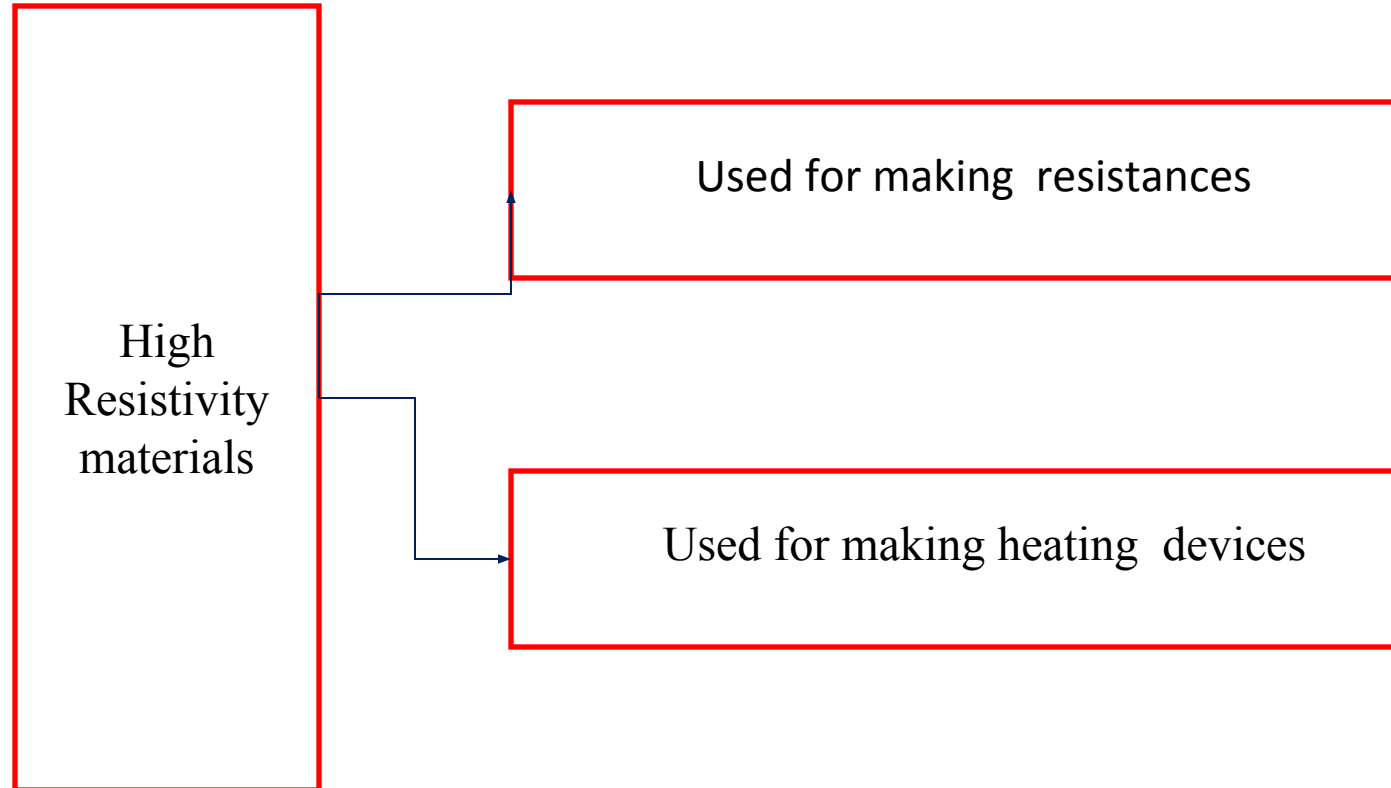 High
Resistivity
materials
Used for making  resistances
Used for making heating  devices